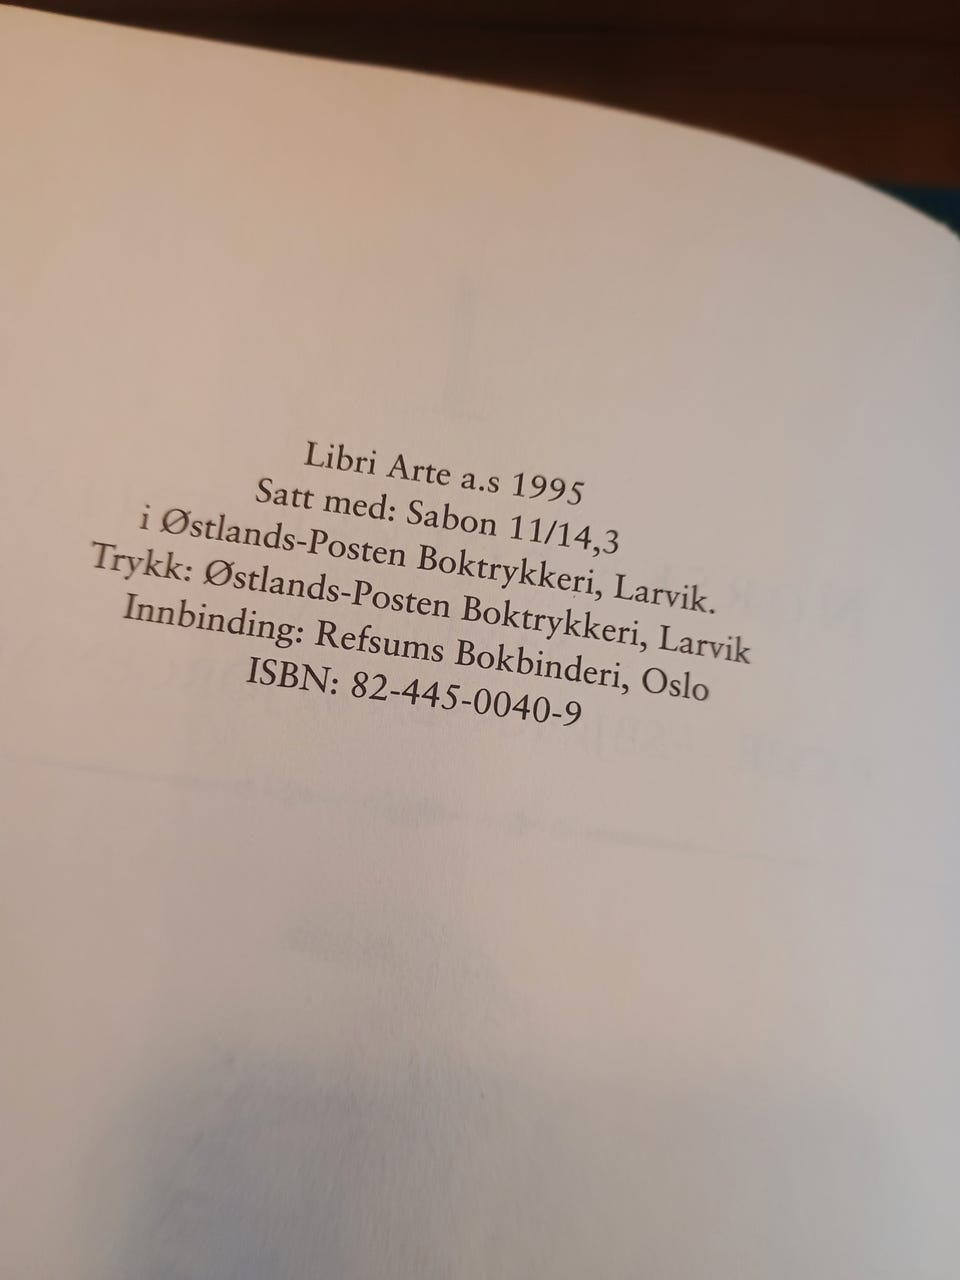 Libri Arte a.s 1995
Satt med: Sabon 11/14,3
i Østlands-Posten Boktrykkeri, Larvik.
Trykk: Østlands-Posten Boktrykkeri, Larvik
Innbinding: Refsums Bokbinderi, Oslo
ISBN: 82-445-0040-9